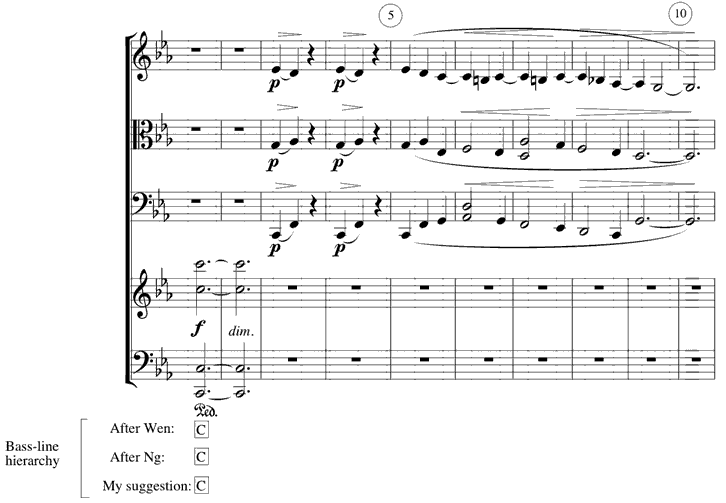 5
10
p
p
p
p
p
p
f
dim.
Ped.
After Wen: C
Bass-line
hierarchy
After Ng: C
My suggestion: C